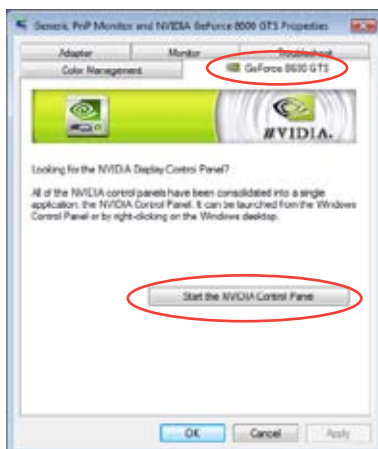 Generic PnP Monitor and NVIDIA GeForce 8600 GTS Properties
Adapter Monitor Troubleshoot
Color Management GeForce 8600 GTS
NVIDIA.
Looking for the NVIDIA Display Control Panel?
All of the NVIDIA control panels have been consolidated into a single
application: the NVIDIA Control Panel. It can be launched from the Windows
Control Panel or by right-clicking on the Windows desktop.
Start the NVIDIA Control Panel
OK Cancel Apply